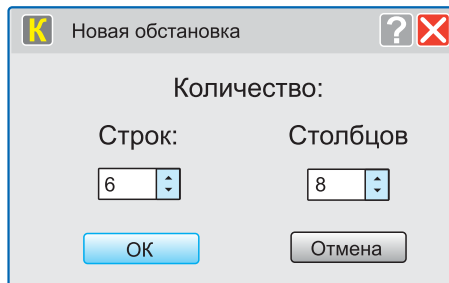 К Новая обстановка ?
Количество:
Строк: Столбцов
6 8
ОК Отмена